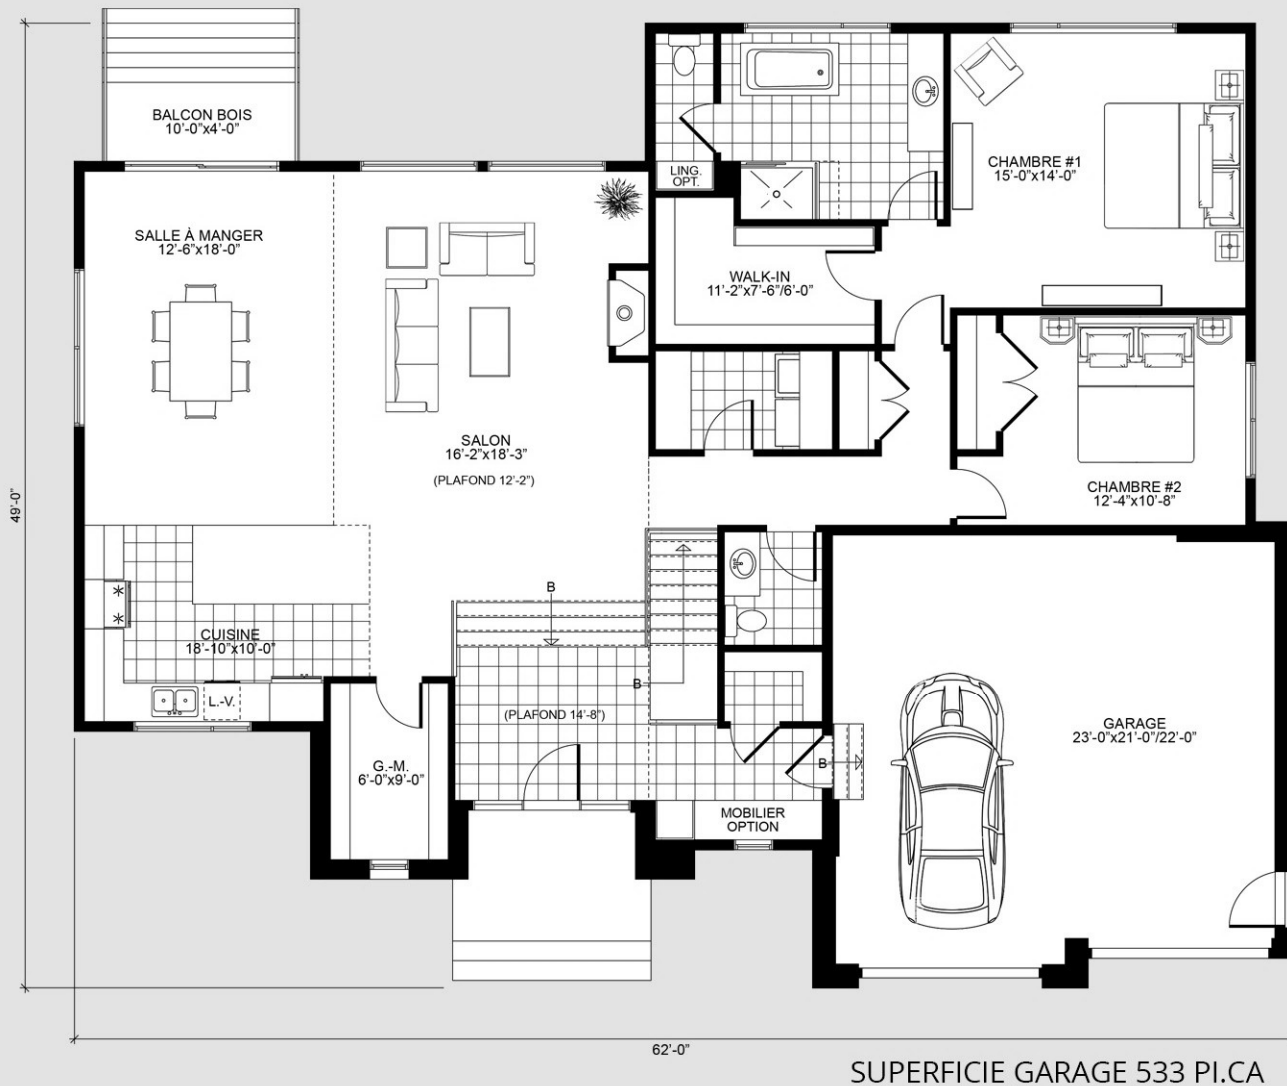 BALCON BOIS
10'-0"x4'-0"
LING.
OPT.
CHAMBRE #1
15'-0"x14'-0"
SALLE À MANGER
12'-6"x18'-0"
WALK-IN
11'-2"x7'-6"/6'-0"
SALON
16'-2"x18'-3"
(PLAFOND 12'-2")
CHAMBRE #2
12'-4"x10'-8"
49'-0"
B
CUISINE
18'-10"x10'-0"
B
L.-V.
(PLAFOND 14'-8")
GARAGE
23'-0"x21'-0"/22'-0"
G.-M.
6'-0"x9'-0"
B
MOBILIER
OPTION
62'-0"
SUPERFICIE GARAGE 533 PI.CA